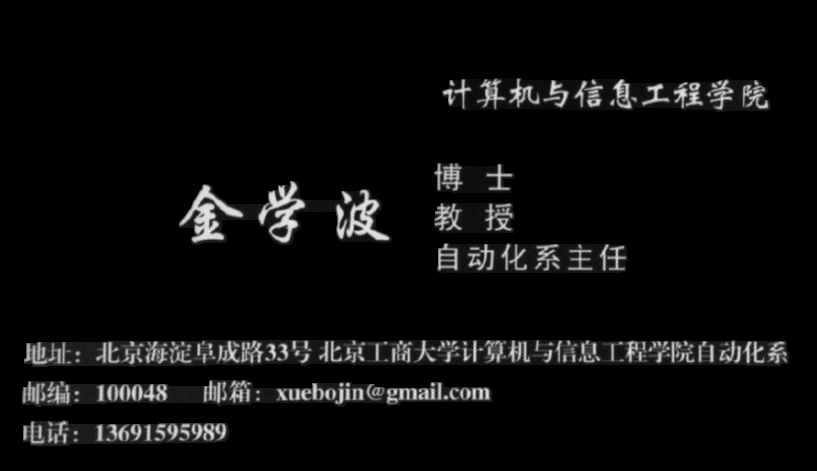 计算机与信息工程学院
金学波
博士
教授
自动化系主任
地址：北京海淀阜成路33号 北京工商大学计算机与信息工程学院自动化系
邮编：100048 邮箱：xuebojin@gmail.com
电话：13691595989